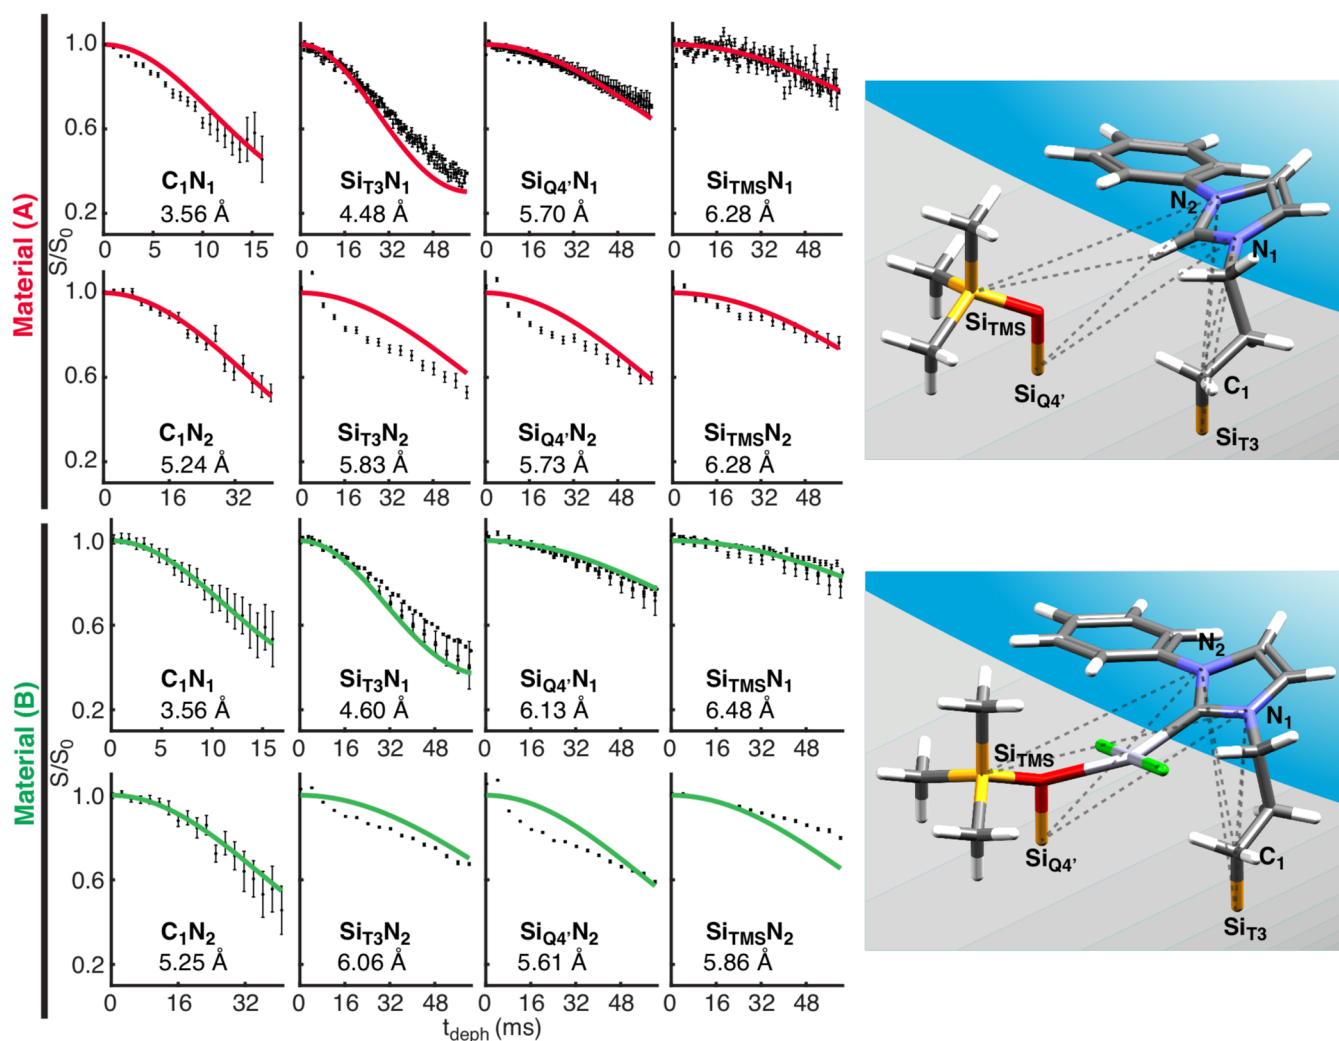 Material (A)
S/S0
1.0
0.6
0.2
C1N1
3.56 Å
0 5 10 15
SiT3N1
4.48 Å
0 16 32 48
SiQ4'N1
5.70 Å
0 16 32 48
SiTMSN1
6.28 Å
0 16 32 48
1.0
0.6
0.2
C1N2
5.24 Å
0 16 32
SiT3N2
5.83 Å
0 16 32 48
SiQ4'N2
5.73 Å
0 16 32 48
SiTMSN2
6.28 Å
0 16 32 48
N2
N1
SiTMS
SiQ4'
C1
SiT3
Material (B)
S/S0
1.0
0.6
0.2
C1N1
3.56 Å
0 5 10 15
SiT3N1
4.60 Å
0 16 32 48
SiQ4'N1
6.13 Å
0 16 32 48
SiTMSN1
6.48 Å
0 16 32 48
1.0
0.6
0.2
C1N2
5.25 Å
0 16 32
SiT3N2
6.06 Å
0 16 32 48
SiQ4'N2
5.61 Å
0 16 32 48
SiTMSN2
5.86 Å
0 16 32 48
tdeph (ms)
N2
N1
SiTMS
SiQ4'
C1
SiT3